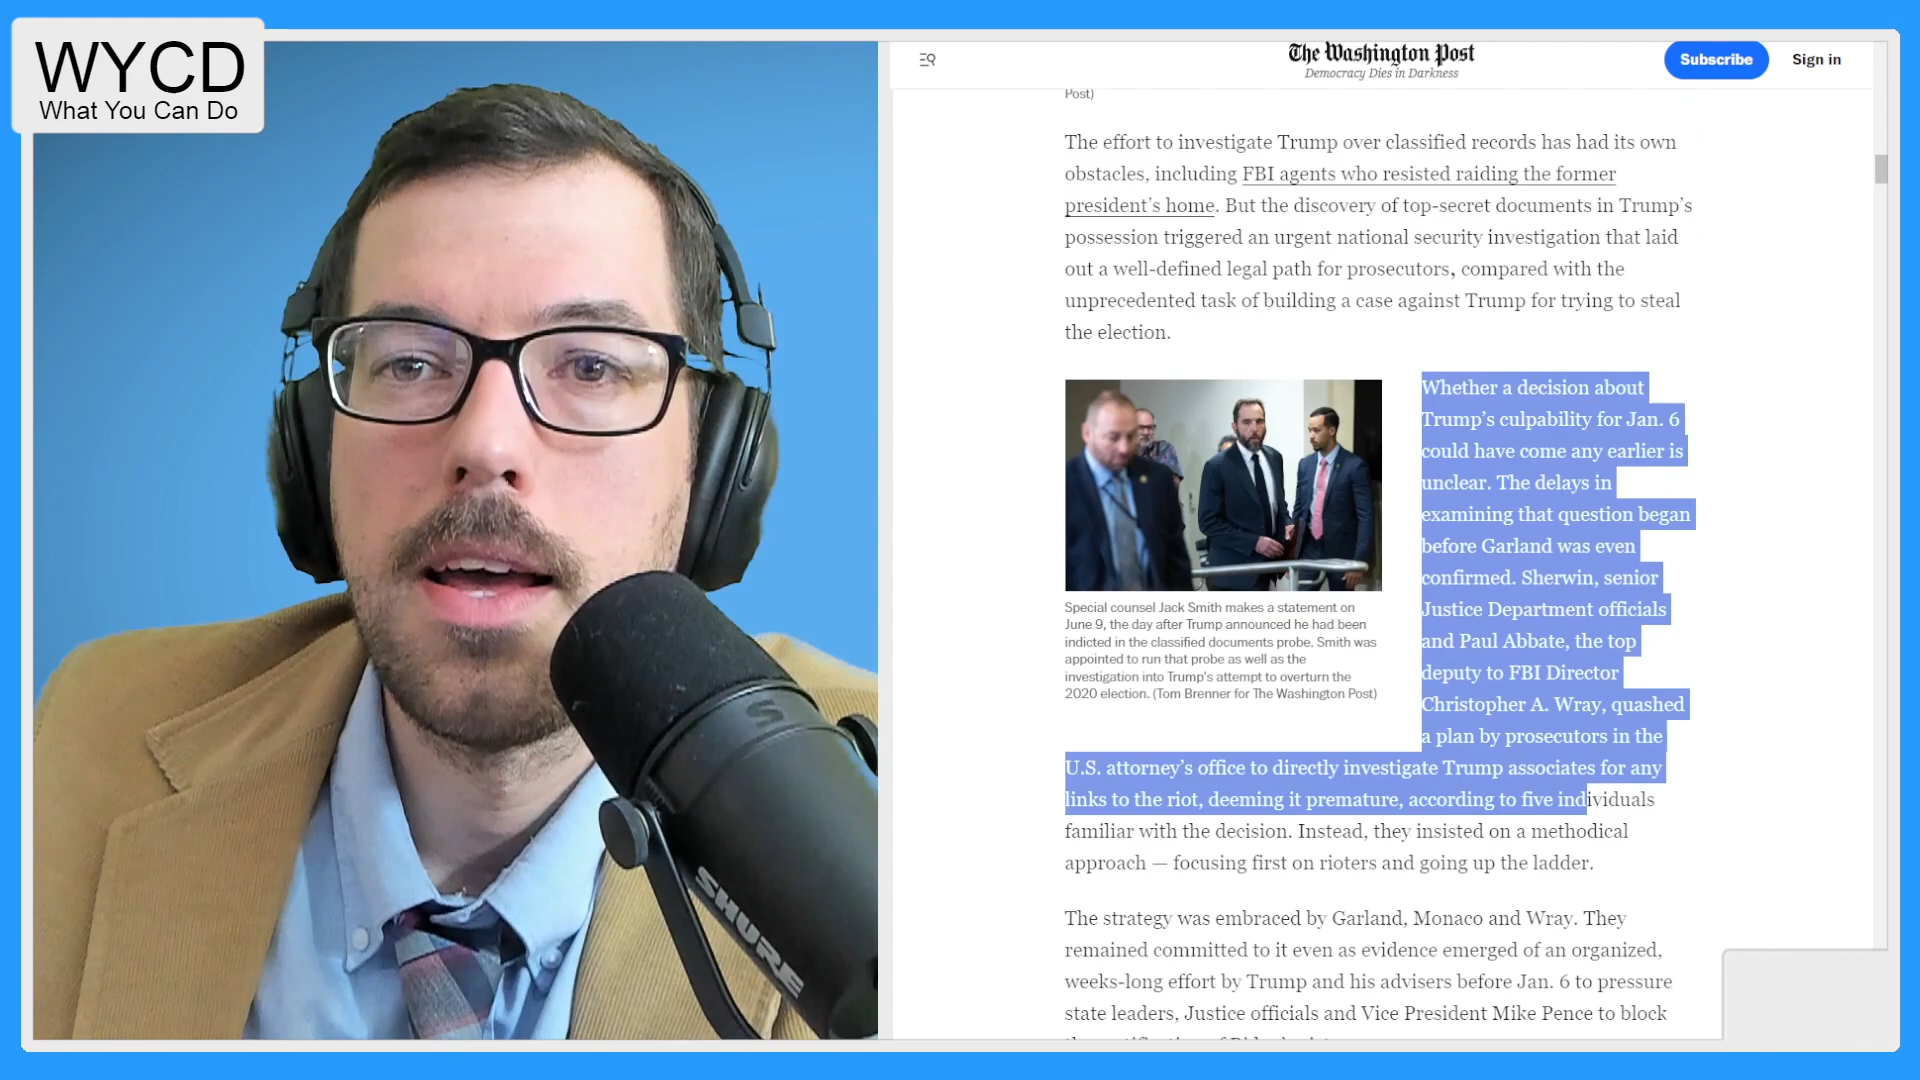 WYCD
What You Can Do
The Washington Post
Democracy Dies in Darkness
Subscribe
Sign in
Post)
The effort to investigate Trump over classified records has had its own
obstacles, including FBI agents who resisted raiding the former
president's home. But the discovery of top-secret documents in Trump's
possession triggered an urgent national security investigation that laid
out a well-defined legal path for prosecutors, compared with the
unprecedented task of building a case against Trump for trying to steal
the election.
Special counsel Jack Smith makes a statement on
June 9, the day after Trump announced he had been
indicted in the classified documents probe. Smith was
appointed to run that probe as well as the
investigation into Trump's attempt to overturn the
2020 election. (Tom Brenner for The Washington Post)
Whether a decision about
Trump's culpability for Jan. 6
could have come any earlier is
unclear. The delays in
examining that question began
before Garland was even
confirmed. Sherwin, senior
Justice Department officials
and Paul Abbate, the top
deputy to FBI Director
Christopher A. Wray, quashed
a plan by prosecutors in the
U.S. attorney's office to directly investigate Trump associates for any
links to the riot, deeming it premature, according to five individuals
familiar with the decision. Instead, they insisted on a methodical
approach — focusing first on rioters and going up the ladder.
The strategy was embraced by Garland, Monaco and Wray. They
remained committed to it even as evidence emerged of an organized,
weeks-long effort by Trump and his advisers before Jan. 6 to pressure
state leaders, Justice officials and Vice President Mike Pence to block
SHURE